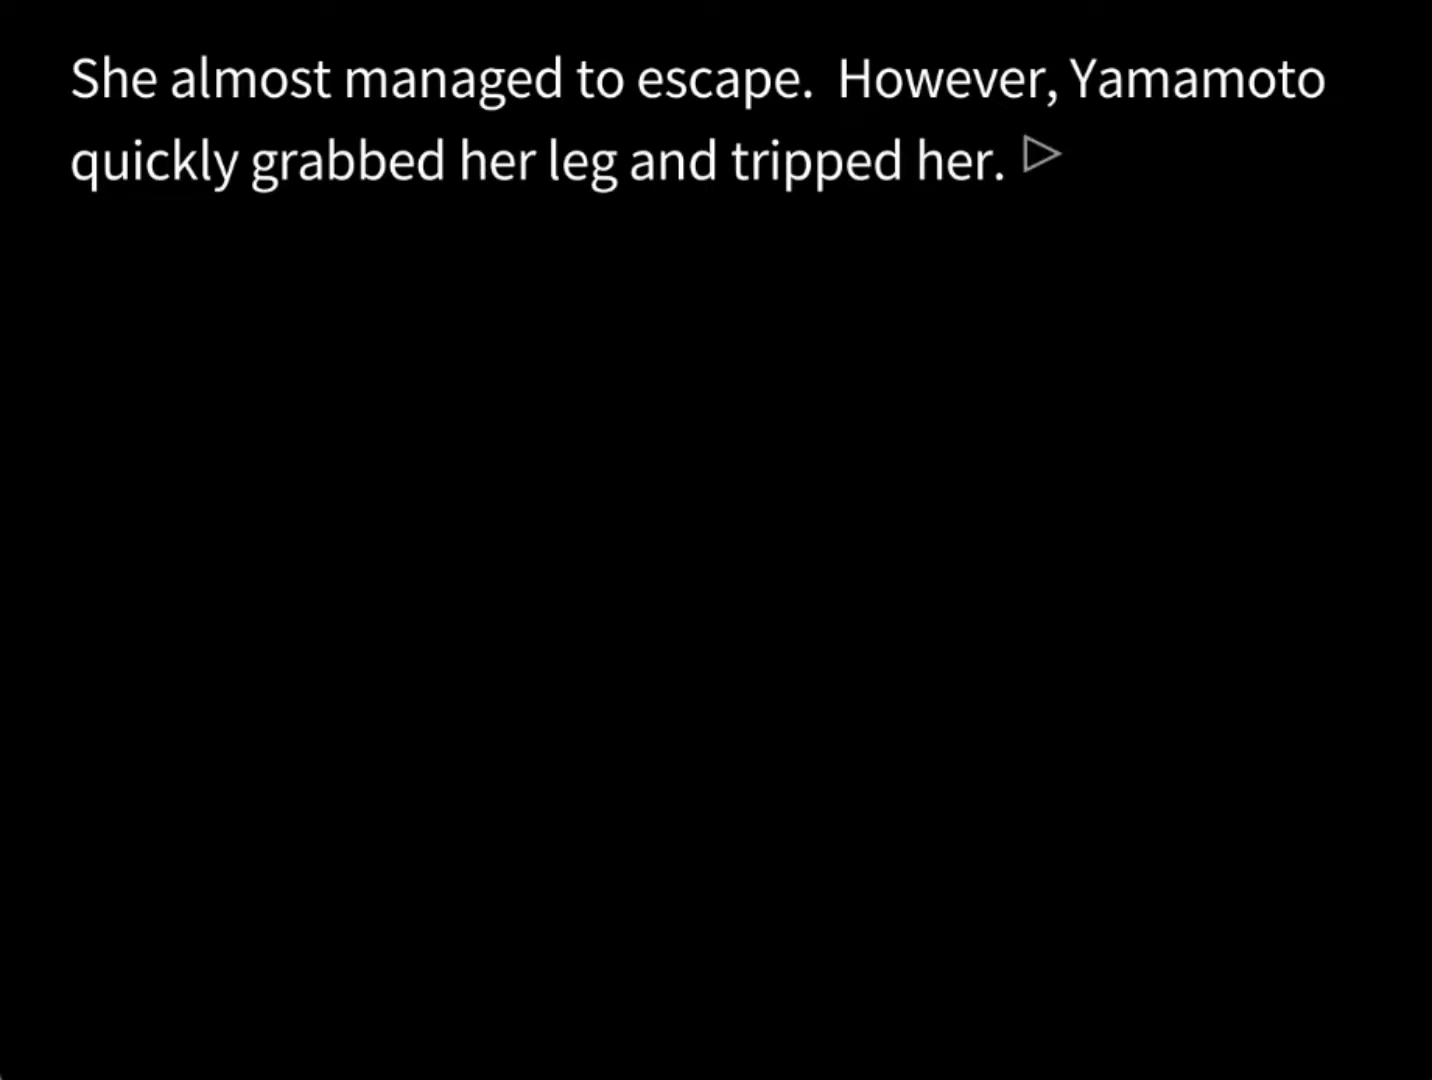 She almost managed to escape.  However, Yamamoto
quickly grabbed her leg and tripped her.